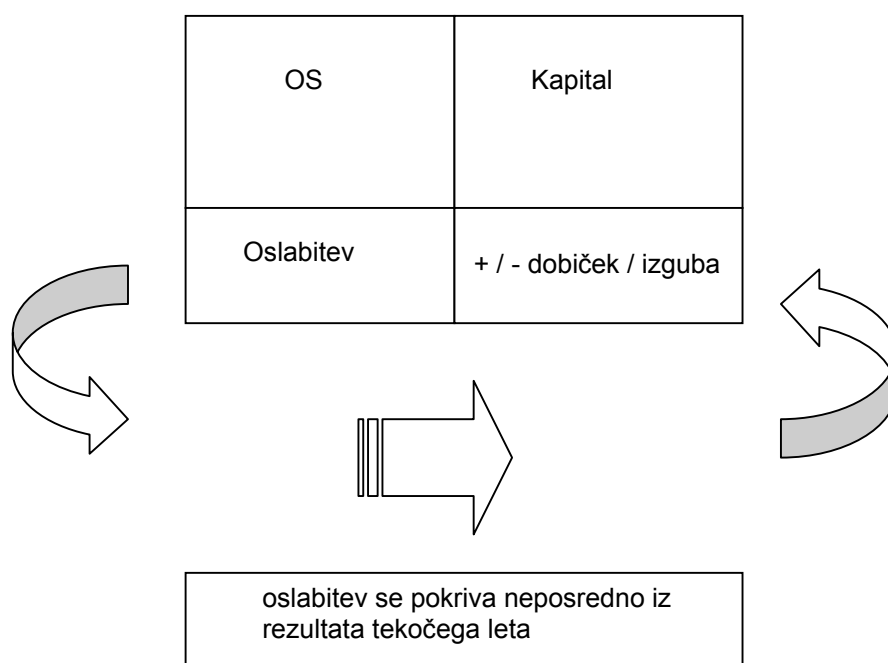 OS
Kapital
Oslabitev
+ / - dobiček / izguba
oslabitev se pokriva neposredno iz
rezultata tekočega leta